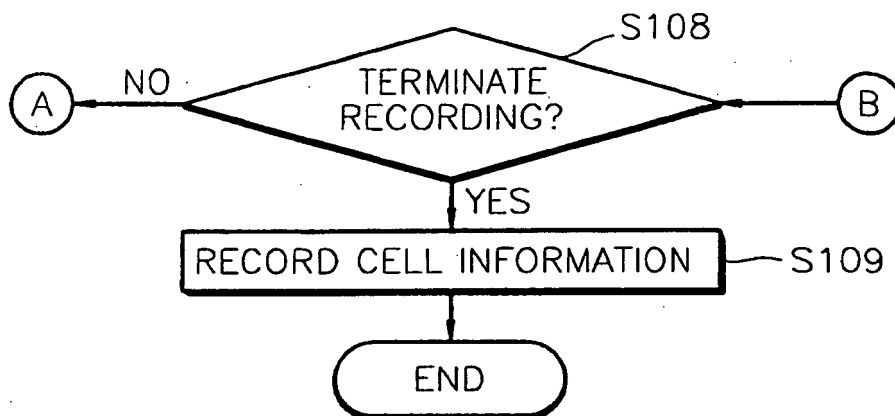 S108
TERMINATE
RECORDING?
NO
A
B
YES
RECORD CELL INFORMATION
S109
END